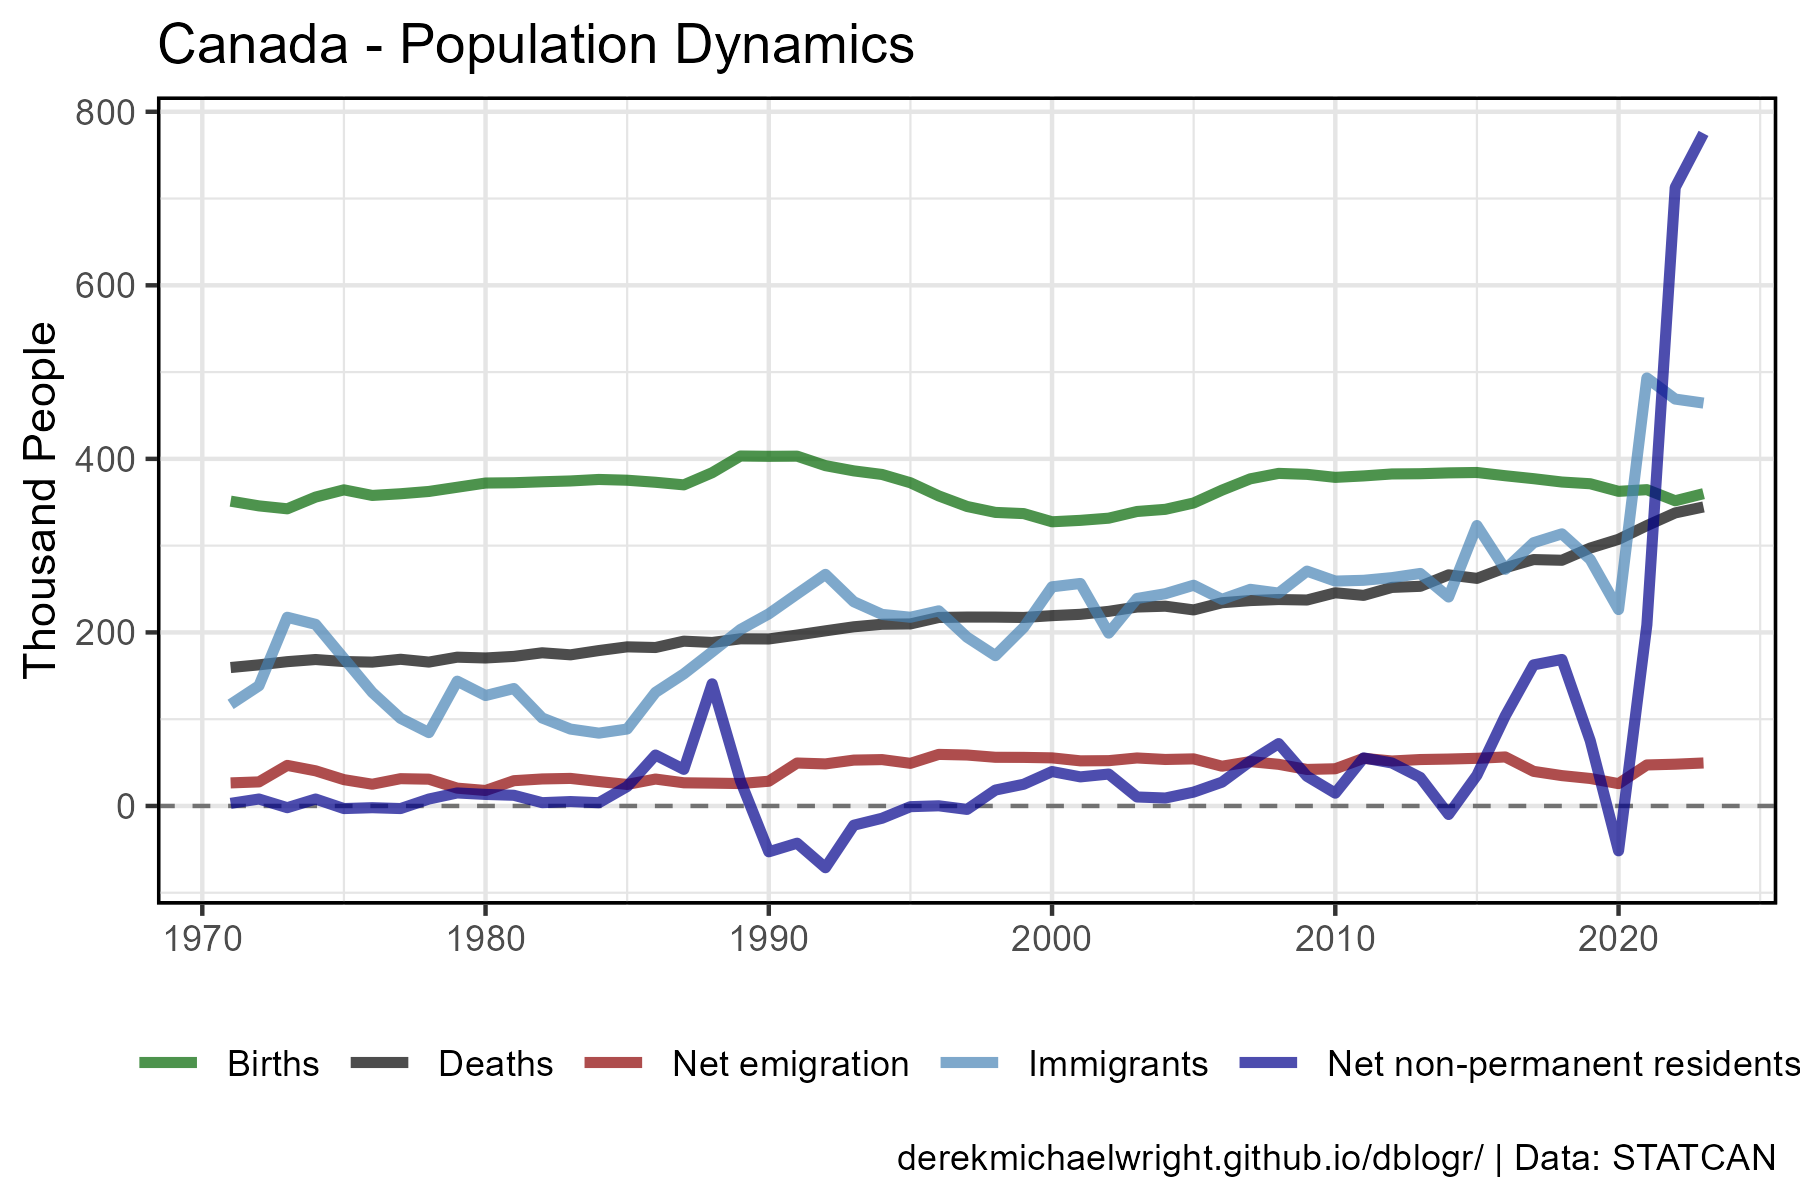 Canada - Population Dynamics
Thousand People
800
600
400
200
0
1970 1980 1990 2000 2010 2020
Births Deaths Net emigration Immigrants Net non-permanent residents
derekmichaelwright.github.io/dblogr/ | Data: STATCAN